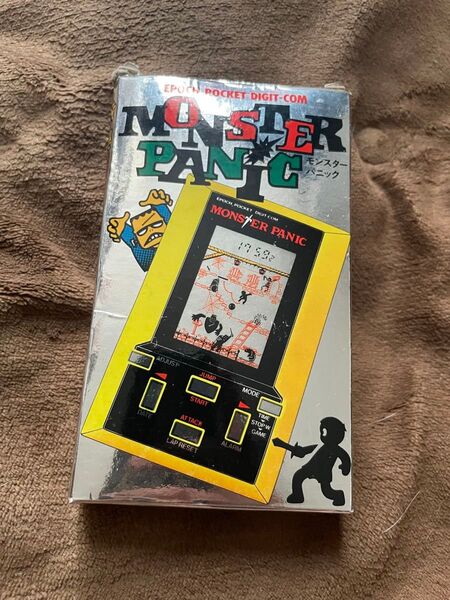 EPOCH POCKET DIGIT-COM
MONSTER
PANIC
モンスター
パニック
EPOCH POCKET DIGIT-COM
MONSTER PANIC
ADJUST
JUMP
START
MODE
DATE
ATTACK
LAP RESET
ALARM
TIME
STOP-W
GAME